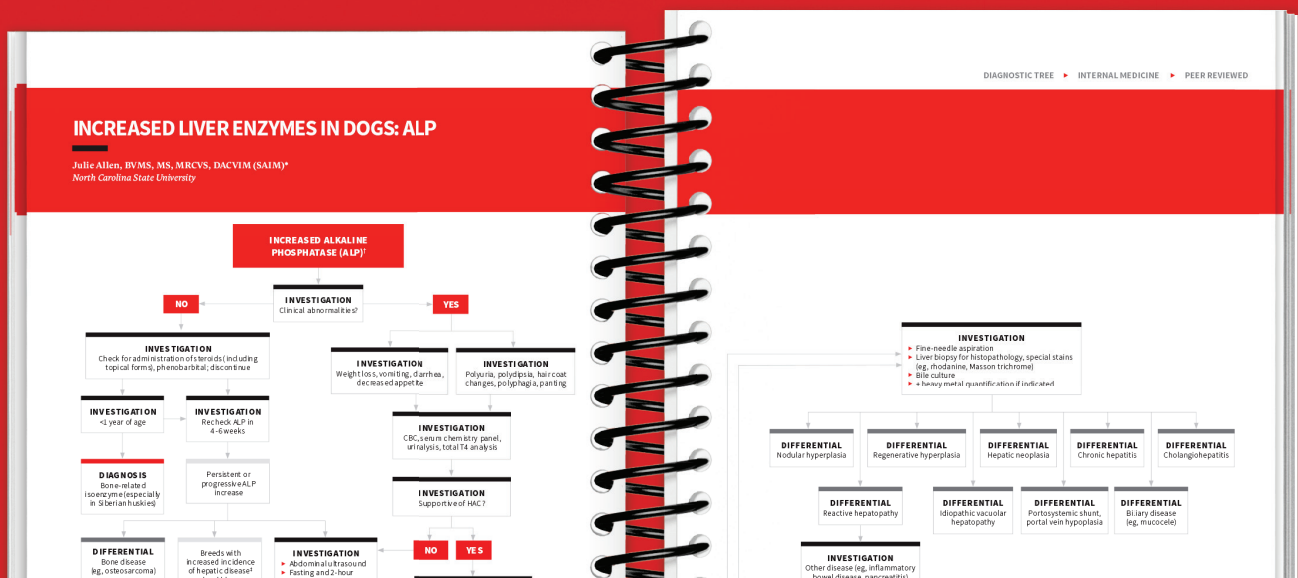 DIAGNOSTIC TREE ▶ INTERNAL MEDICINE ▶ PEER REVIEWED
INCREASED LIVER ENZYMES IN DOGS: ALP
Julie Allen, BVMS, MS, MRCVS, DACVIM (SAIM)*
North Carolina State University
INCREASED ALKALINE
PHOSPHATASE (ALP)†
INVESTIGATION
Clinical abnormalities?
NO
YES
INVESTIGATION
Check for administration of steroids (including
topical forms), phenobarbital; discontinue
INVESTIGATION
Weight loss, vomiting, diarrhea,
decreased appetite
INVESTIGATION
Polyuria, polydipsia, hair coat
changes, polyphagia, panting
INVESTIGATION
<1 year of age
INVESTIGATION
Recheck ALP in
4-6 weeks
INVESTIGATION
CBC, serum chemistry panel,
urinalysis, total T4 analysis
DIAGNOSIS
Bone-related
isoenzyme (especially
in Siberian huskies)
Persistent or
progressive ALP
increase
INVESTIGATION
Supportive of HAC?
NO
YES
DIFFERENTIAL
Bone disease
(eg, osteosarcoma)
Breeds with
increased incidence
of hepatic disease‡
INVESTIGATION
▶ Abdominal ultrasound
▶ Fasting and 2-hour
INVESTIGATION
▶ Fine-needle aspiration
▶ Liver biopsy for histopathology, special stains
(eg, rhodanine, Masson trichrome)
▶ Bile culture
▶ ± heavy metal quantification if indicated
DIFFERENTIAL
Nodular hyperplasia
DIFFERENTIAL
Regenerative hyperplasia
DIFFERENTIAL
Hepatic neoplasia
DIFFERENTIAL
Chronic hepatitis
DIFFERENTIAL
Cholangiohepatitis
DIFFERENTIAL
Reactive hepatopathy
DIFFERENTIAL
Idiopathic vacuolar
hepatopathy
DIFFERENTIAL
Portosystemic shunt,
portal vein hypoplasia
DIFFERENTIAL
Biliary disease
(eg, mucocele)
INVESTIGATION
Other disease (eg, inflammatory
bowel disease, pancreatitis)